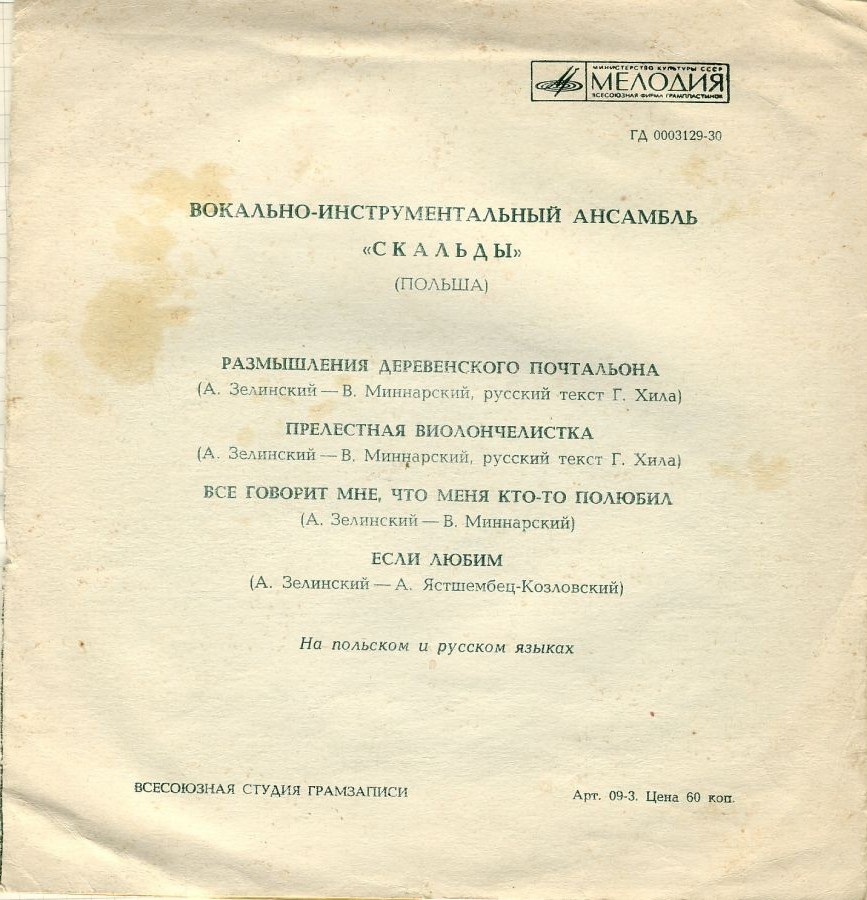 МИНИСТЕРСТВО КУЛЬТУРЫ СССР
МЕЛОДИЯ
ВСЕСОЮЗНАЯ ФИРМА ГРАМПЛАСТИНОК
ГД 0003129-30
ВОКАЛЬНО-ИНСТРУМЕНТАЛЬНЫЙ АНСАМБЛЬ
«СКАЛЬДЫ»
(ПОЛЬША)
РАЗМЫШЛЕНИЯ ДЕРЕВЕНСКОГО ПОЧТАЛЬОНА
(А. Зелинский — В. Миннарский, русский текст Г. Хила)
ПРЕЛЕСТНАЯ ВИОЛОНЧЕЛИСТКА
(А. Зелинский — В. Миннарский, русский текст Г. Хила)
ВСЕ ГОВОРИТ МНЕ, ЧТО МЕНЯ КТО-ТО ПОЛЮБИЛ
(А. Зелинский — В. Миннарский)
ЕСЛИ ЛЮБИМ
(А. Зелинский — А. Ястшембец-Козловский)
На польском и русском языках
ВСЕСОЮЗНАЯ СТУДИЯ ГРАМЗАПИСИ
Арт. 09-3. Цена 60 коп.